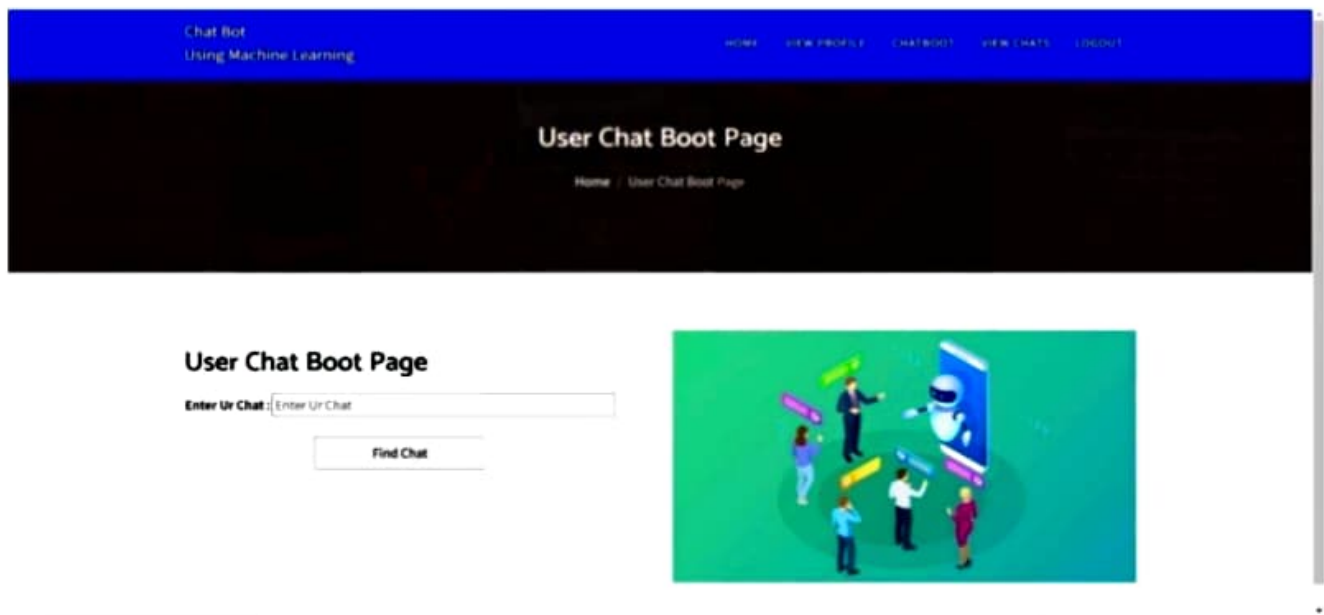 Chat Bot
Using Machine Learning
HOME VIEW PROFILE CHATBOOT VIEW CHATS LOGOUT
User Chat Boot Page
Home / User Chat Boot Page
User Chat Boot Page
Enter Ur Chat : Enter Ur Chat
Find Chat